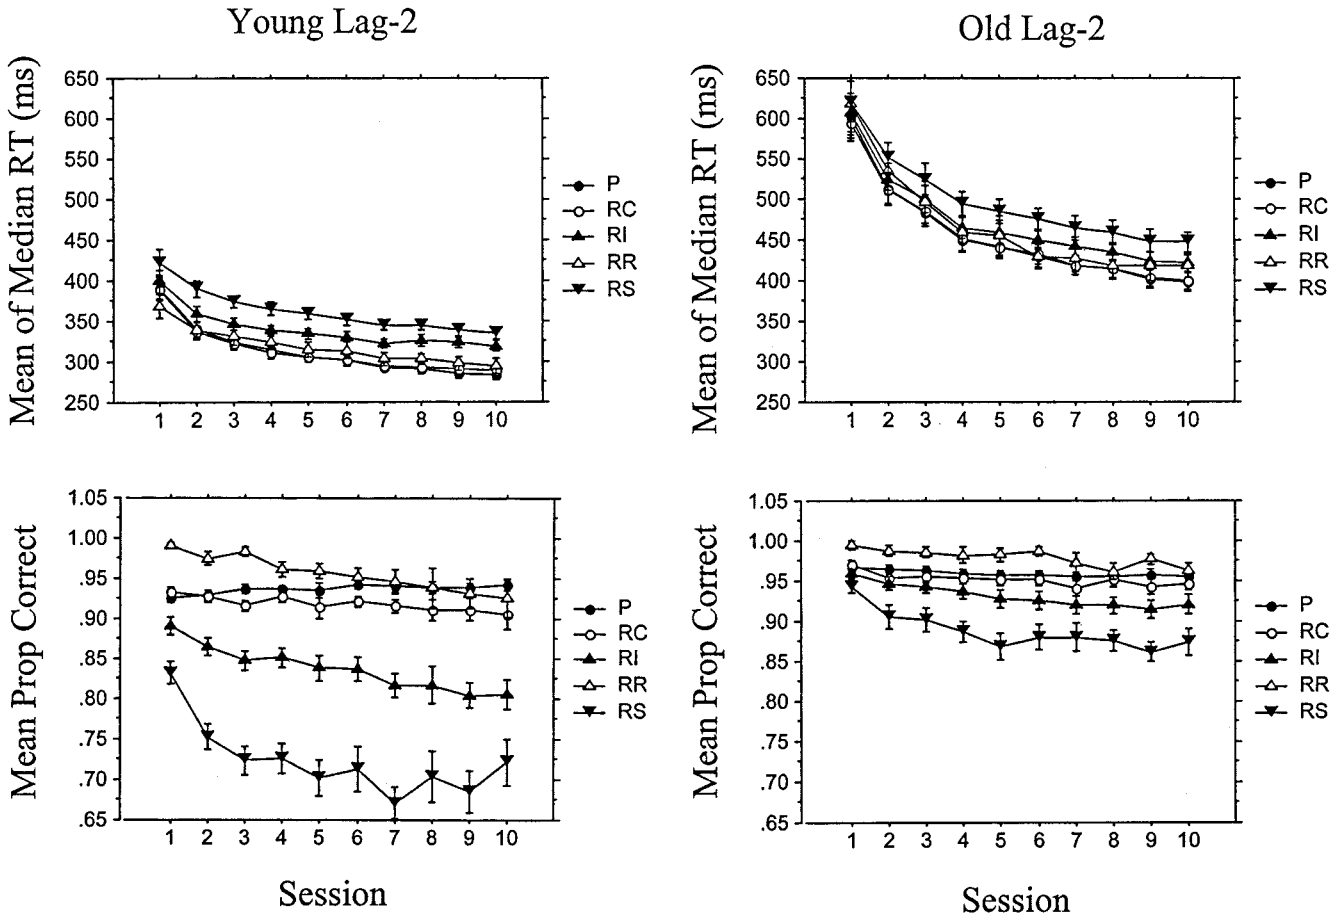 Young Lag-2
Mean of Median RT (ms)
650
600
550
500
450
400
350
300
250
1 2 3 4 5 6 7 8 9 10
P
RC
RI
RR
RS
Old Lag-2
Mean of Median RT (ms)
650
600
550
500
450
400
350
300
250
1 2 3 4 5 6 7 8 9 10
P
RC
RI
RR
RS
Mean Prop Correct
1.05
1.00
.95
.90
.85
.80
.75
.70
.65
1 2 3 4 5 6 7 8 9 10
Session
P
RC
RI
RR
RS
Mean Prop Correct
1.05
1.00
.95
.90
.85
.80
.75
.70
.65
1 2 3 4 5 6 7 8 9 10
Session
P
RC
RI
RR
RS